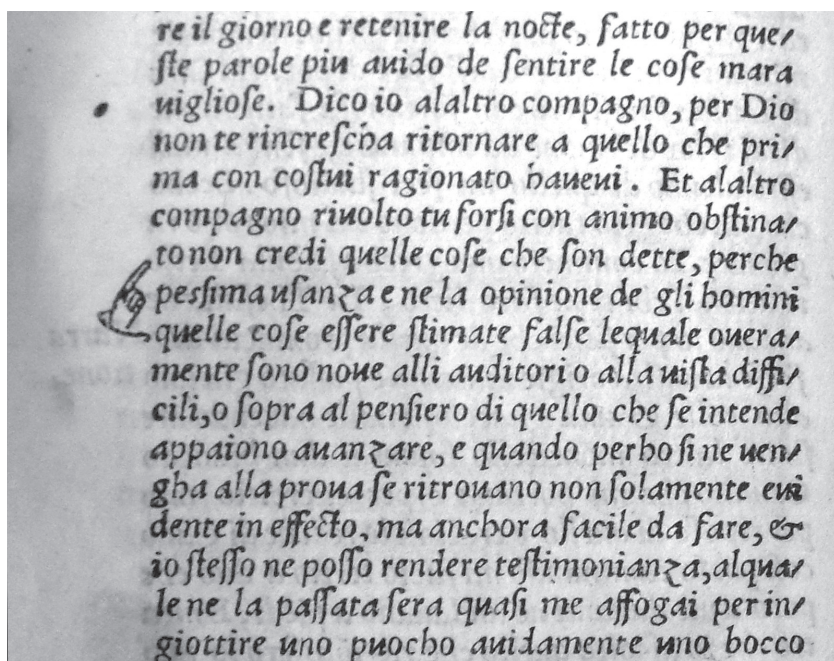 re il giorno e retenire la nocte, fatto per que/
ſte parole piu auido de ſentire le coſe mara
uiglioſe. Dico io alaltro compagno, per Dio
non te rincreſcha ritornare a quello che pri/
ma con coſtui ragionato haueui. Et alaltro
compagno riuolto tu forſi con animo obſtina/
to non credi quelle coſe che ſon dette, perche
pesſima uſanza e ne la opinione de gli homini
quelle coſe eſſere ſtimate falſe lequale ouera/
mente ſono noue alli auditori o alla uiſta diffi/
cili, o ſopra al penſiero di quello che ſe intende
appaiono auanzare, e quando perho ſi ne uen/
gha alla proua ſe ritrouano non ſolamente eui
dente in effecto, ma anchora facile da fare, &
io ſteſſo ne poſſo rendere teſtimonianza, alqua/
le ne la paſſata ſera quaſi me affogai per in/
giottire uno puocho auidamente uno bocco